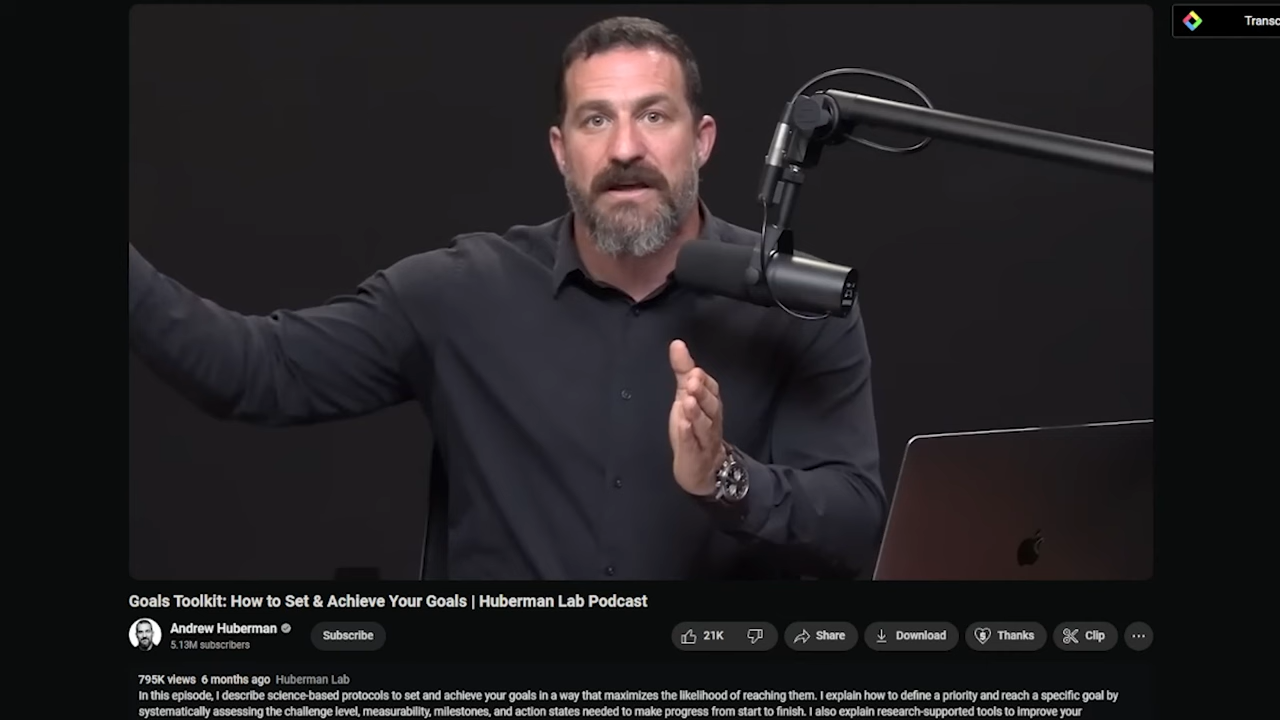 Transc
Goals Toolkit: How to Set & Achieve Your Goals | Huberman Lab Podcast
Andrew Huberman
5.13M subscribers
Subscribe
21K
Share
Download
Thanks
Clip
795K views 6 months ago Huberman Lab
In this episode, I describe science-based protocols to set and achieve your goals in a way that maximizes the likelihood of reaching them. I explain how to define a priority and reach a specific goal by
systematically assessing the challenge level, measurability, milestones, and action states needed to make progress from start to finish. I also explain research-supported tools to improve your